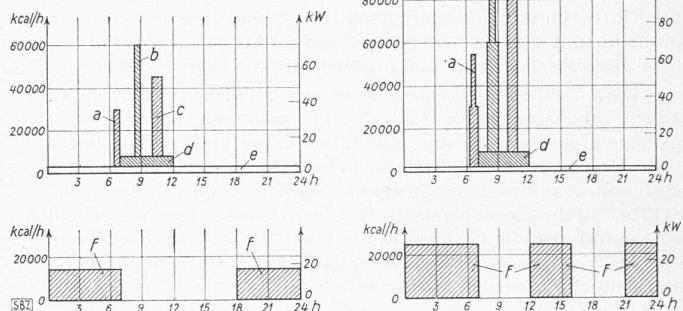 kcal/h kW
60000 b 60
40000 a c 40
20000 d 20
e
0 0
3 6 9 12 15 18 21 24 h
80000 80
60000 a 60
40000 40
20000 d 20
e
0 0
3 6 9 12 15 18 21 24 h
kcal/h kW
20000 F F 20
0 0
SBZ 3 6 9 12 15 18 21 24 h
kcal/h kW
20000 F F 20
0 0
3 6 9 12 15 18 21 24 h